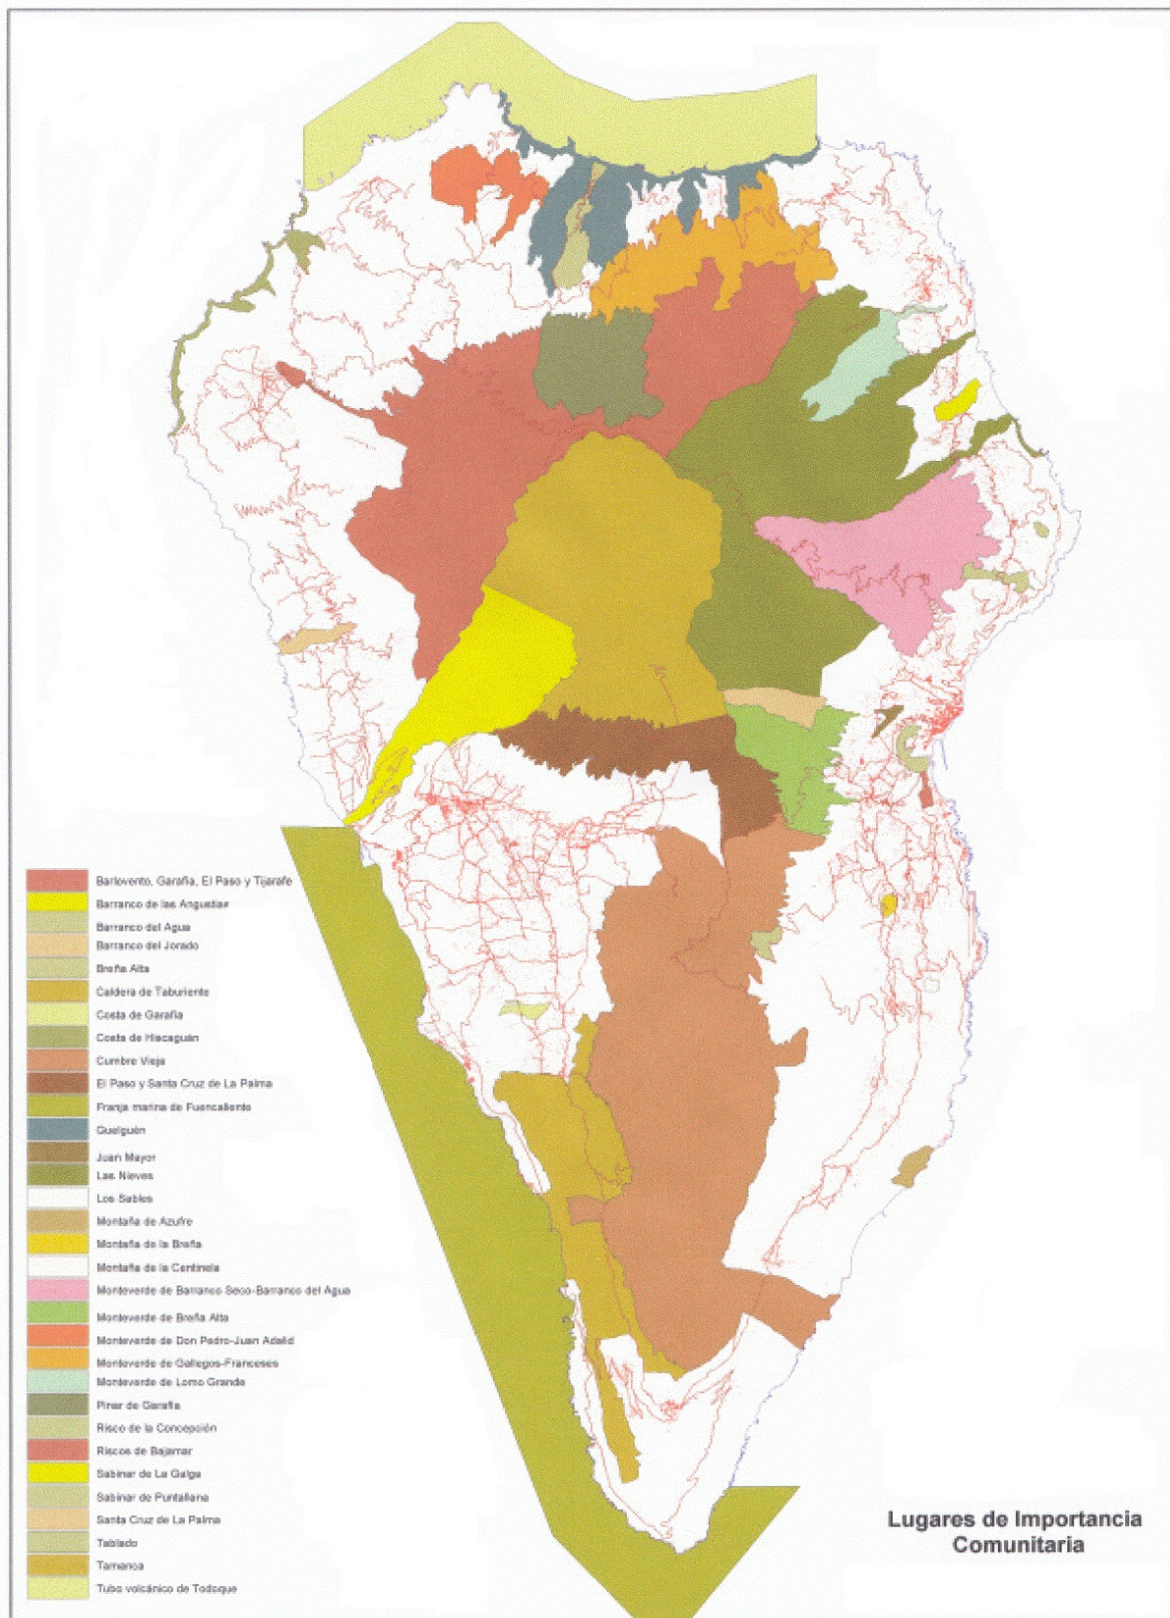 Barlovento, Garafía, El Paso y Tijarafe
Barranco de las Angustias
Barranco del Agua
Barranco del Jorado
Breña Alta
Caldera de Taburiente
Costa de Garafía
Costa de Hiscaguán
Cumbre Vieja
El Paso y Santa Cruz de La Palma
Franja marina de Fuencaliente
Guelguén
Juan Mayor
Las Nieves
Los Sables
Montaña de Azufre
Montaña de la Breña
Montaña de la Centinela
Monteverde de Barranco Seco-Barranco del Agua
Monteverde de Breña Alta
Monteverde de Don Pedro-Juan Adalid
Monteverde de Gallegos-Franceses
Monteverde de Lomo Grande
Pinar de Garafía
Risco de la Concepción
Riscos de Bajamar
Sabinar de La Galga
Sabinar de Puntallana
Santa Cruz de La Palma
Tablado
Tamanca
Tubo volcánico de Todoque
Lugares de Importancia
Comunitaria